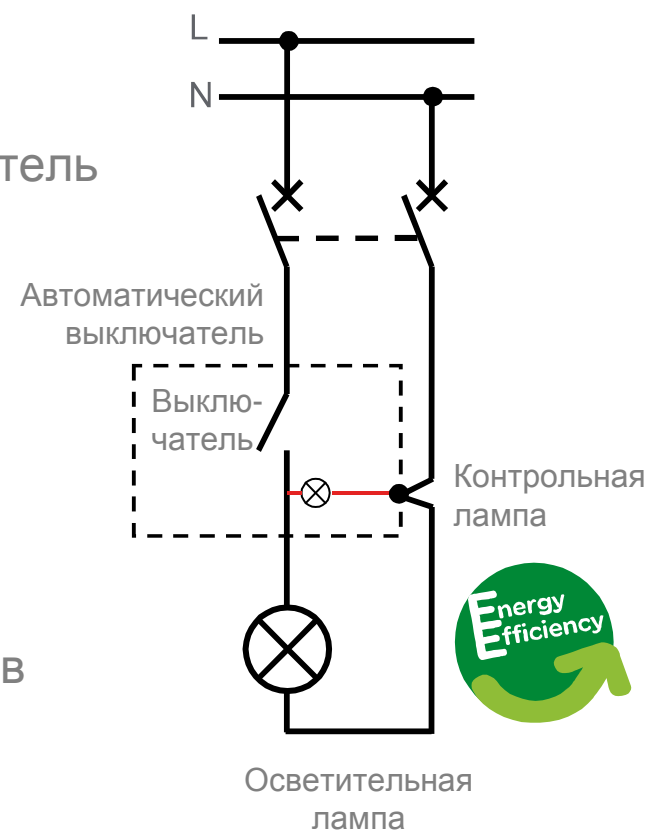 L
N
тель
Автоматический
выключатель
Выклю-
чатель
Контрольная
лампа
Energy
Efficiency
в
Осветительная
лампа